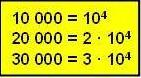 10 000 = 10⁴
20 000 = 2 · 10⁴
30 000 = 3 · 10⁴